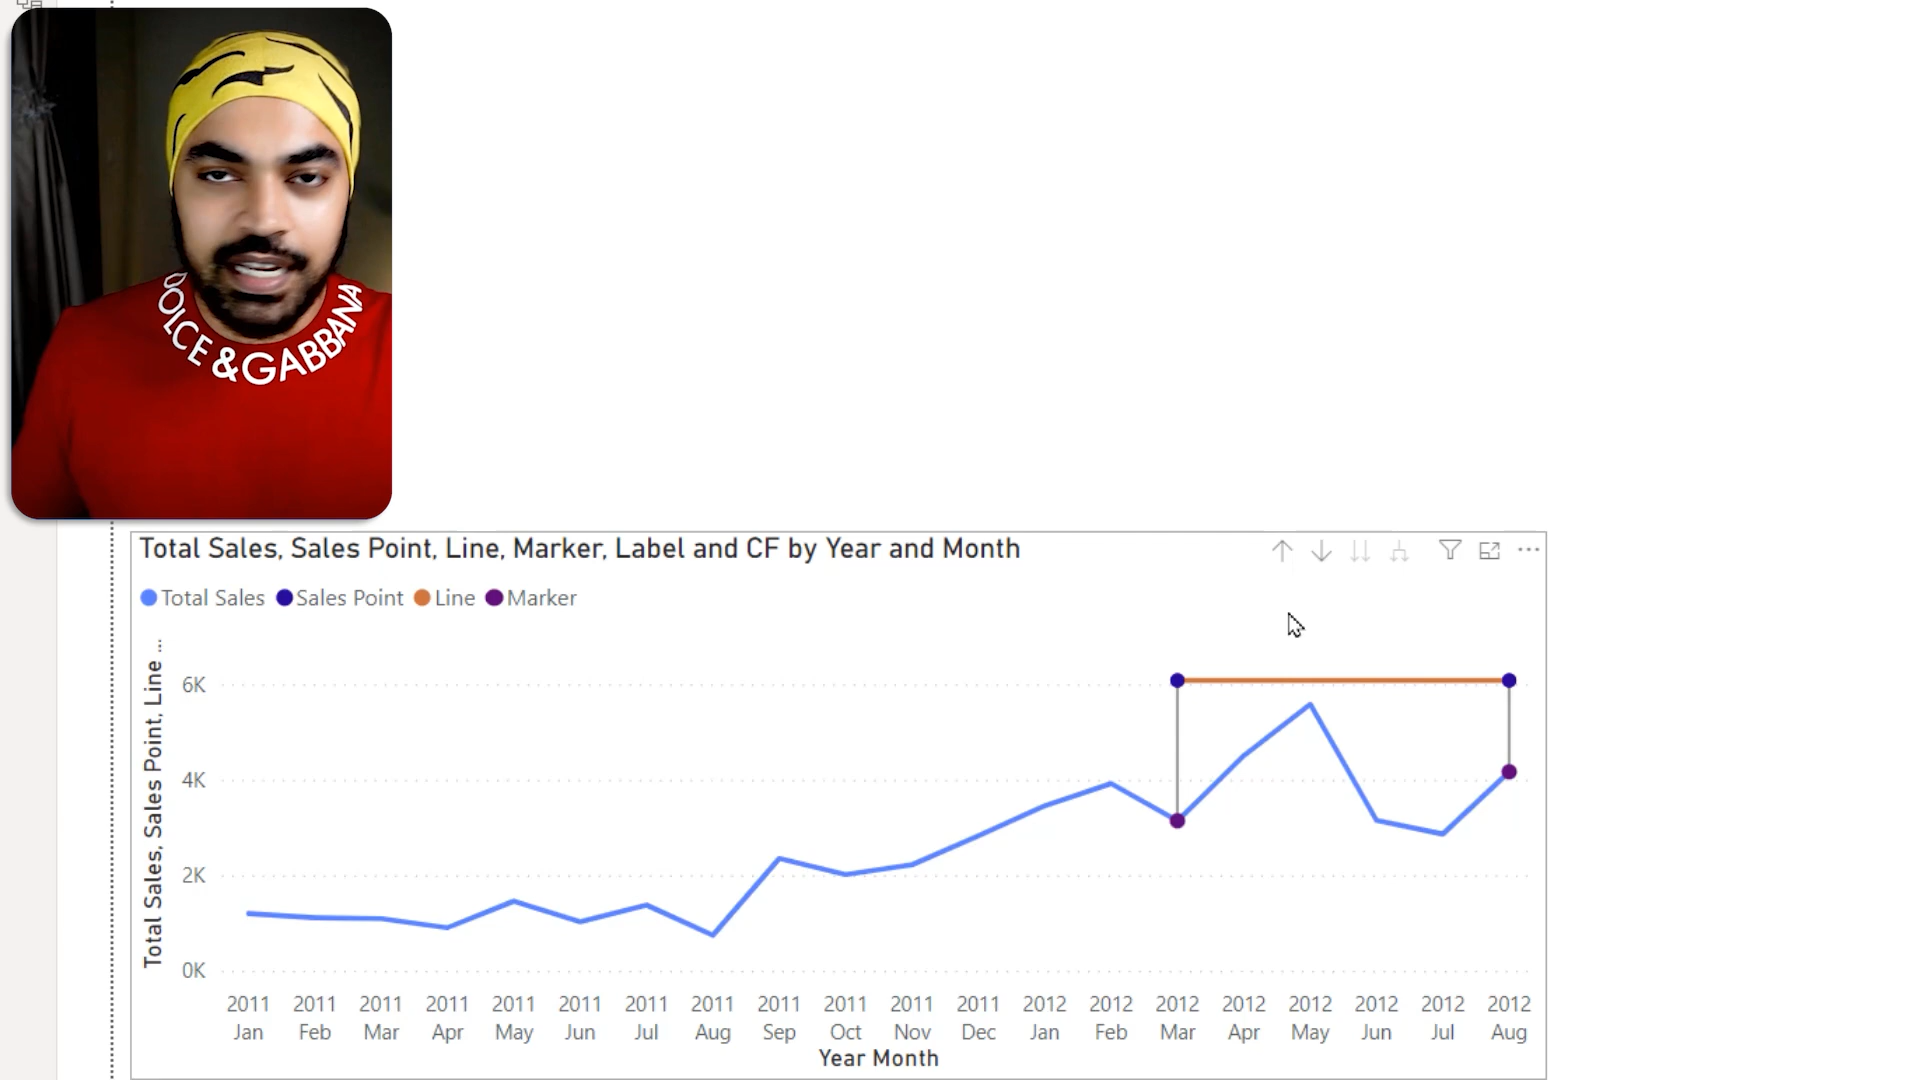 DOLCE & GABBANA
Total Sales, Sales Point, Line, Marker, Label and CF by Year and Month
Total Sales Sales Point Line Marker
Total Sales, Sales Point, Line ...
6K
4K
2K
0K
2011 2011 2011 2011 2011 2011 2011 2011 2011 2011 2011 2011 2012 2012 2012 2012 2012 2012 2012 2012
Jan Feb Mar Apr May Jun Jul Aug Sep Oct Nov Dec Jan Feb Mar Apr May Jun Jul Aug
Year Month